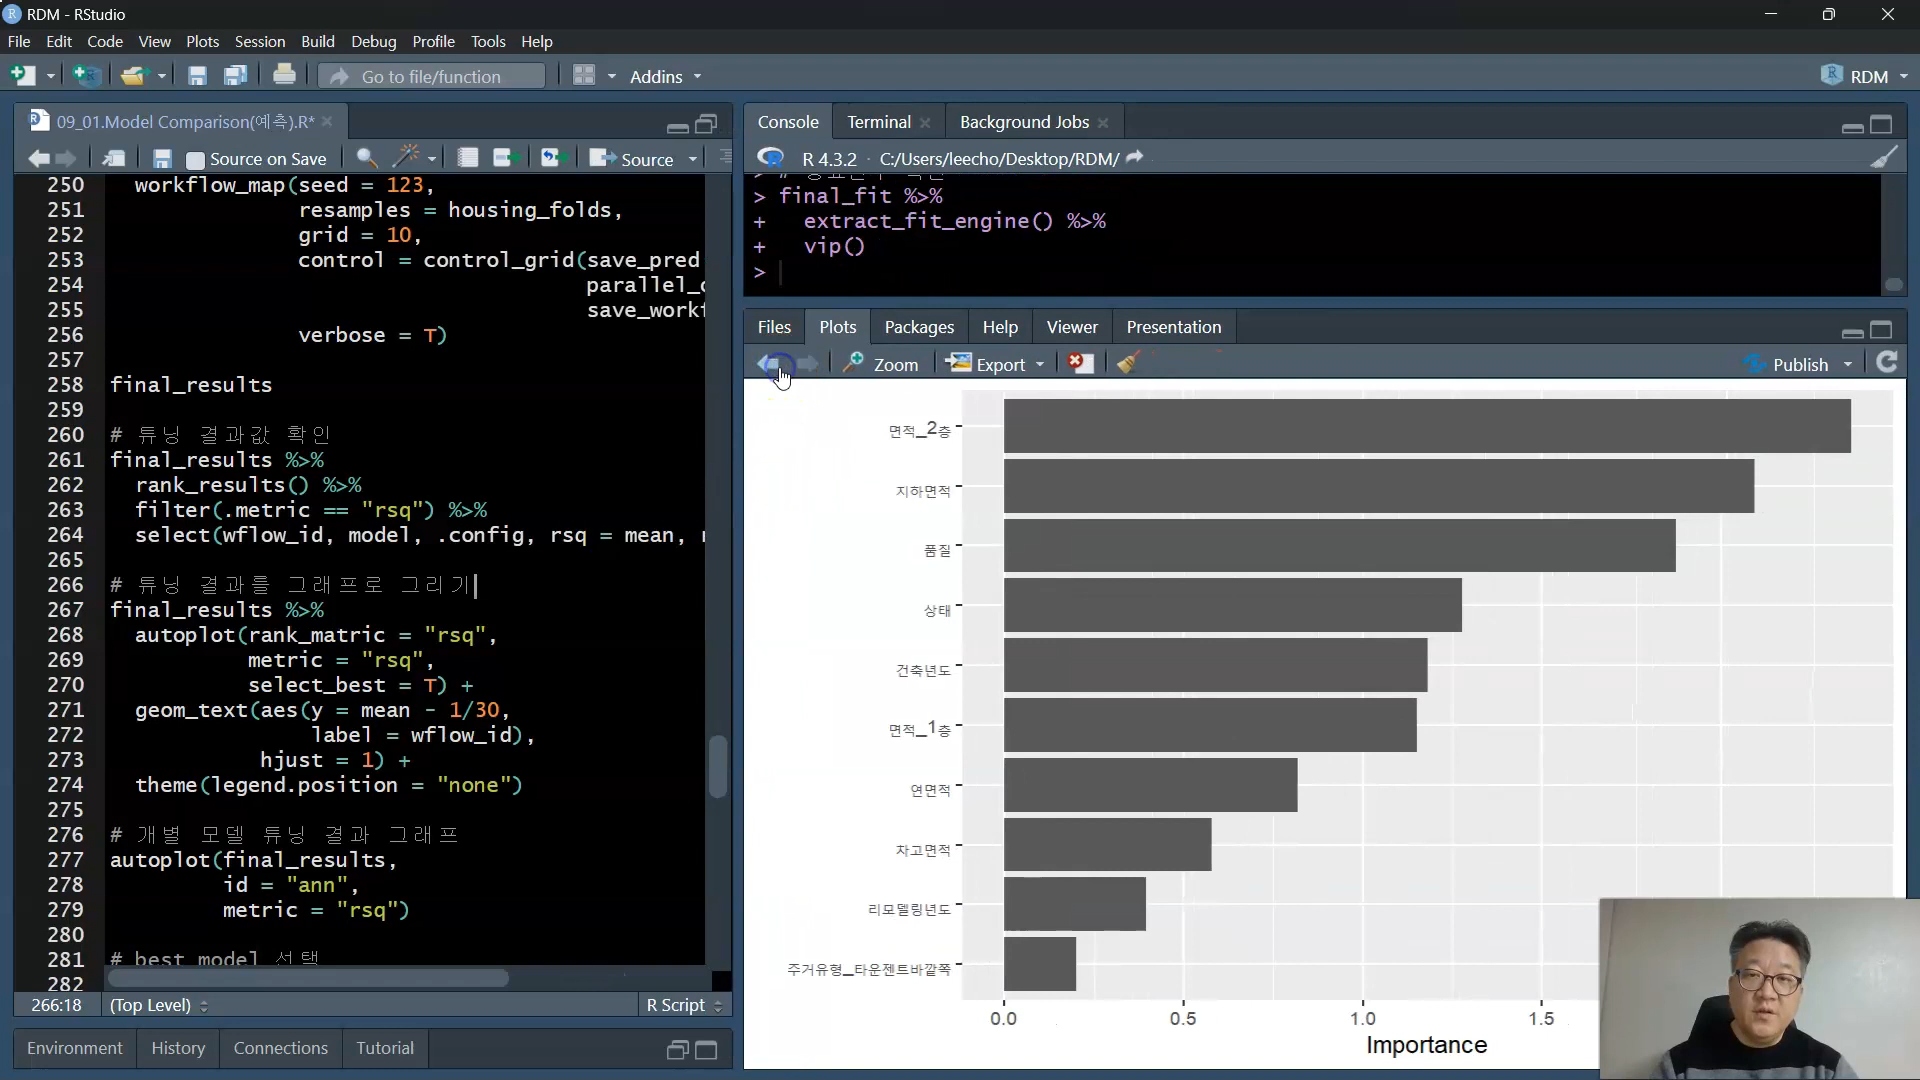 RDM - RStudio
File Edit Code View Plots Session Build Debug Profile Tools Help
Go to file/function Addins RDM
09_01.Model Comparison(예측).R*
Source on Save Source
250 workflow_map(seed = 123,
251 resamples = housing_folds,
252 grid = 10,
253 control = control_grid(save_pred
254 parallel_
255 save_work
256 verbose = T)
257
258 final_results
259
260 # 튜닝 결과값 확인
261 final_results %>%
262 rank_results() %>%
263 filter(.metric == "rsq") %>%
264 select(wflow_id, model, .config, rsq = mean,
265
266 # 튜닝 결과를 그래프로 그리기
267 final_results %>%
268 autoplot(rank_matric = "rsq",
269 metric = "rsq",
270 select_best = T) +
271 geom_text(aes(y = mean - 1/30,
272 label = wflow_id),
273 hjust = 1) +
274 theme(legend.position = "none")
275
276 # 개별 모델 튜닝 결과 그래프
277 autoplot(final_results,
278 id = "ann",
279 metric = "rsq")
280
281 # best model 선택
282
266:18 (Top Level) R Script
Environment History Connections Tutorial
Console Terminal Background Jobs
R 4.3.2 · C:/Users/leecho/Desktop/RDM/
> final_fit %>%
+ extract_fit_engine() %>%
+ vip()
>
Files Plots Packages Help Viewer Presentation
Zoom Export Publish
면적_2층
지하면적
품질
상태
건축년도
면적_1층
연면적
차고면적
리모델링년도
주거유형_타운젠트바깥쪽
0.0 0.5 1.0 1.5
Importance